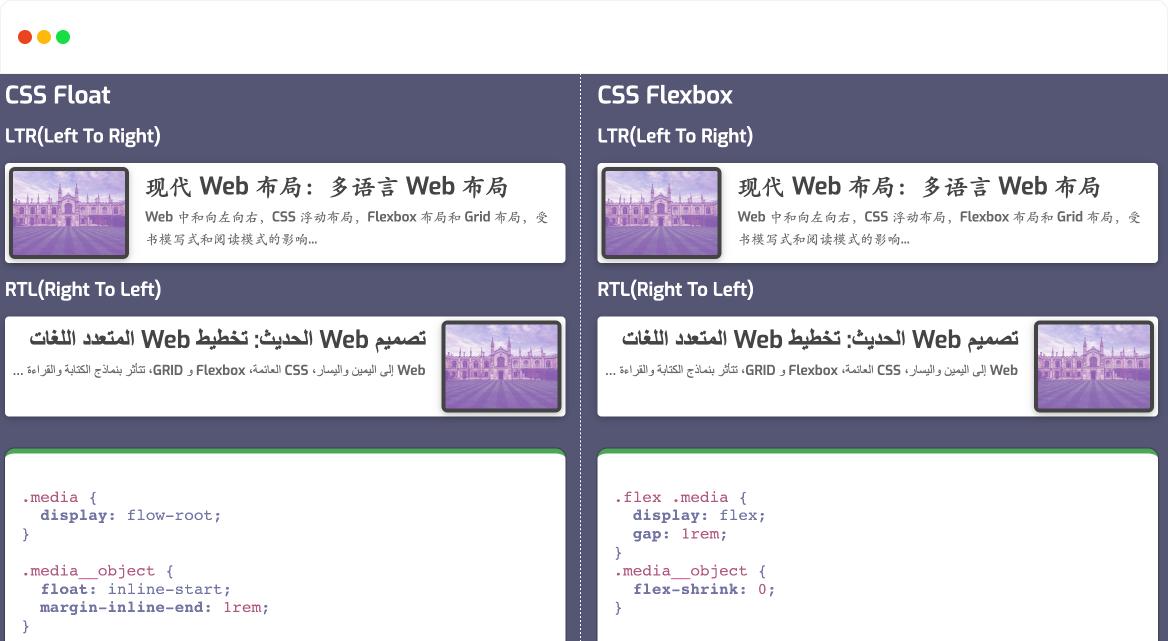 CSS Float
LTR(Left To Right)
现代 Web 布局：多语言 Web 布局
Web 中和向左向右，CSS 浮动布局，Flexbox 布局和 Grid 布局，受
书模写式和阅读模式的影响...
RTL(Right To Left)
تصميم Web الحديث: تخطيط Web المتعدد اللغات
Web إلى اليمين واليسار، CSS العائمة، Flexbox و GRID، تتأثر بنماذج الكتابة والقراءة ...
.media {
display: flow-root;
}
.media__object {
float: inline-start;
margin-inline-end: 1rem;
}
CSS Flexbox
LTR(Left To Right)
现代 Web 布局：多语言 Web 布局
Web 中和向左向右，CSS 浮动布局，Flexbox 布局和 Grid 布局，受
书模写式和阅读模式的影响...
RTL(Right To Left)
تصميم Web الحديث: تخطيط Web المتعدد اللغات
Web إلى اليمين واليسار، CSS العائمة، Flexbox و GRID، تتأثر بنماذج الكتابة والقراءة ...
.flex .media {
display: flex;
gap: 1rem;
}
.media__object {
flex-shrink: 0;
}